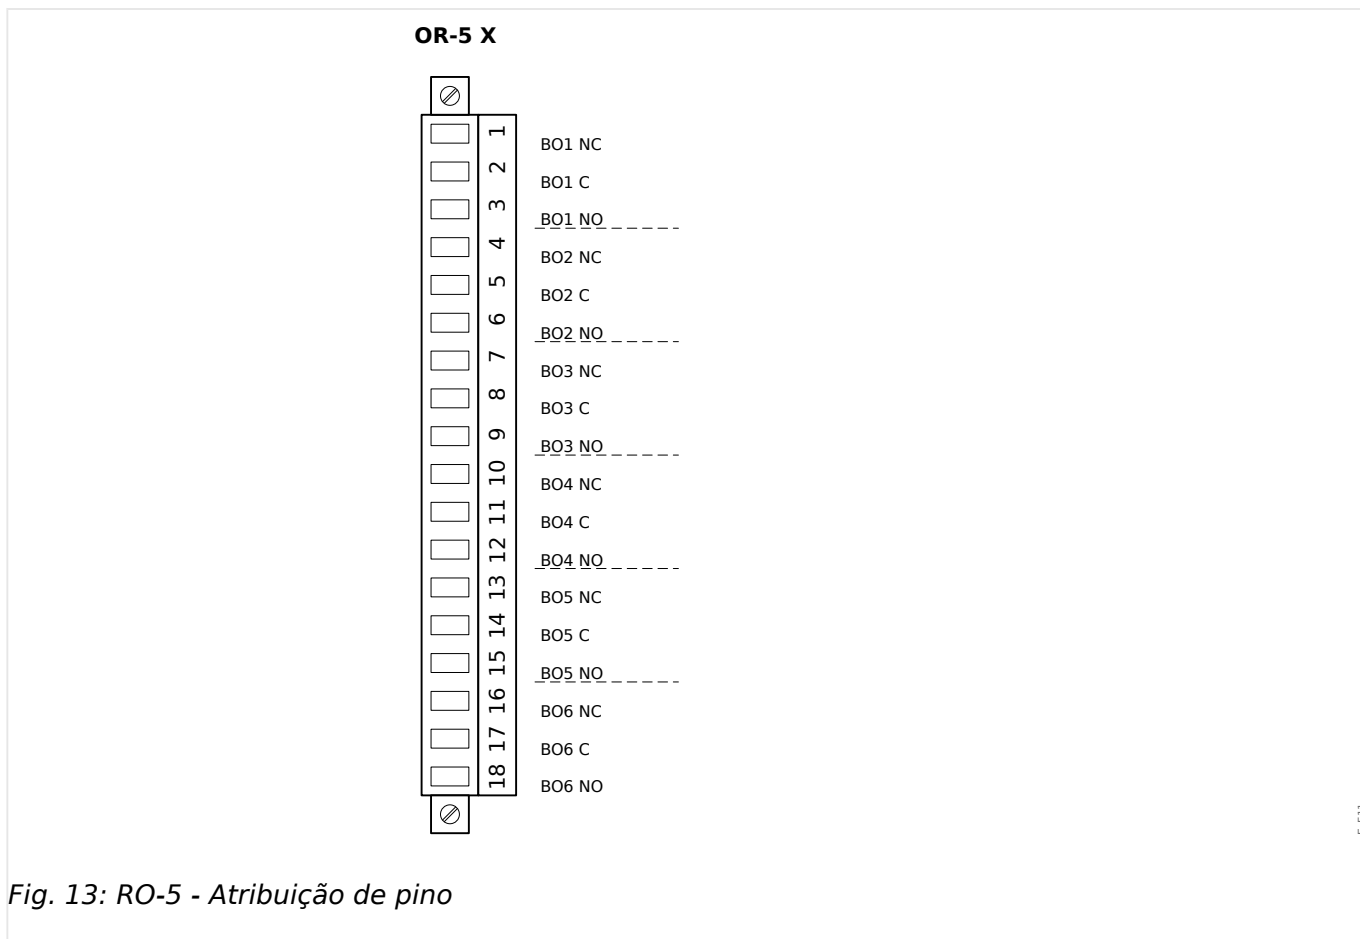 OR-5 X
1 BO1 NC
2 BO1 C
3 BO1 NO
4 BO2 NC
5 BO2 C
6 BO2 NO
7 BO3 NC
8 BO3 C
9 BO3 NO
10 BO4 NC
11 BO4 C
12 BO4 NO
13 BO5 NC
14 BO5 C
15 BO5 NO
16 BO6 NC
17 BO6 C
18 BO6 NO
Fig. 13: RO-5 - Atribuição de pino